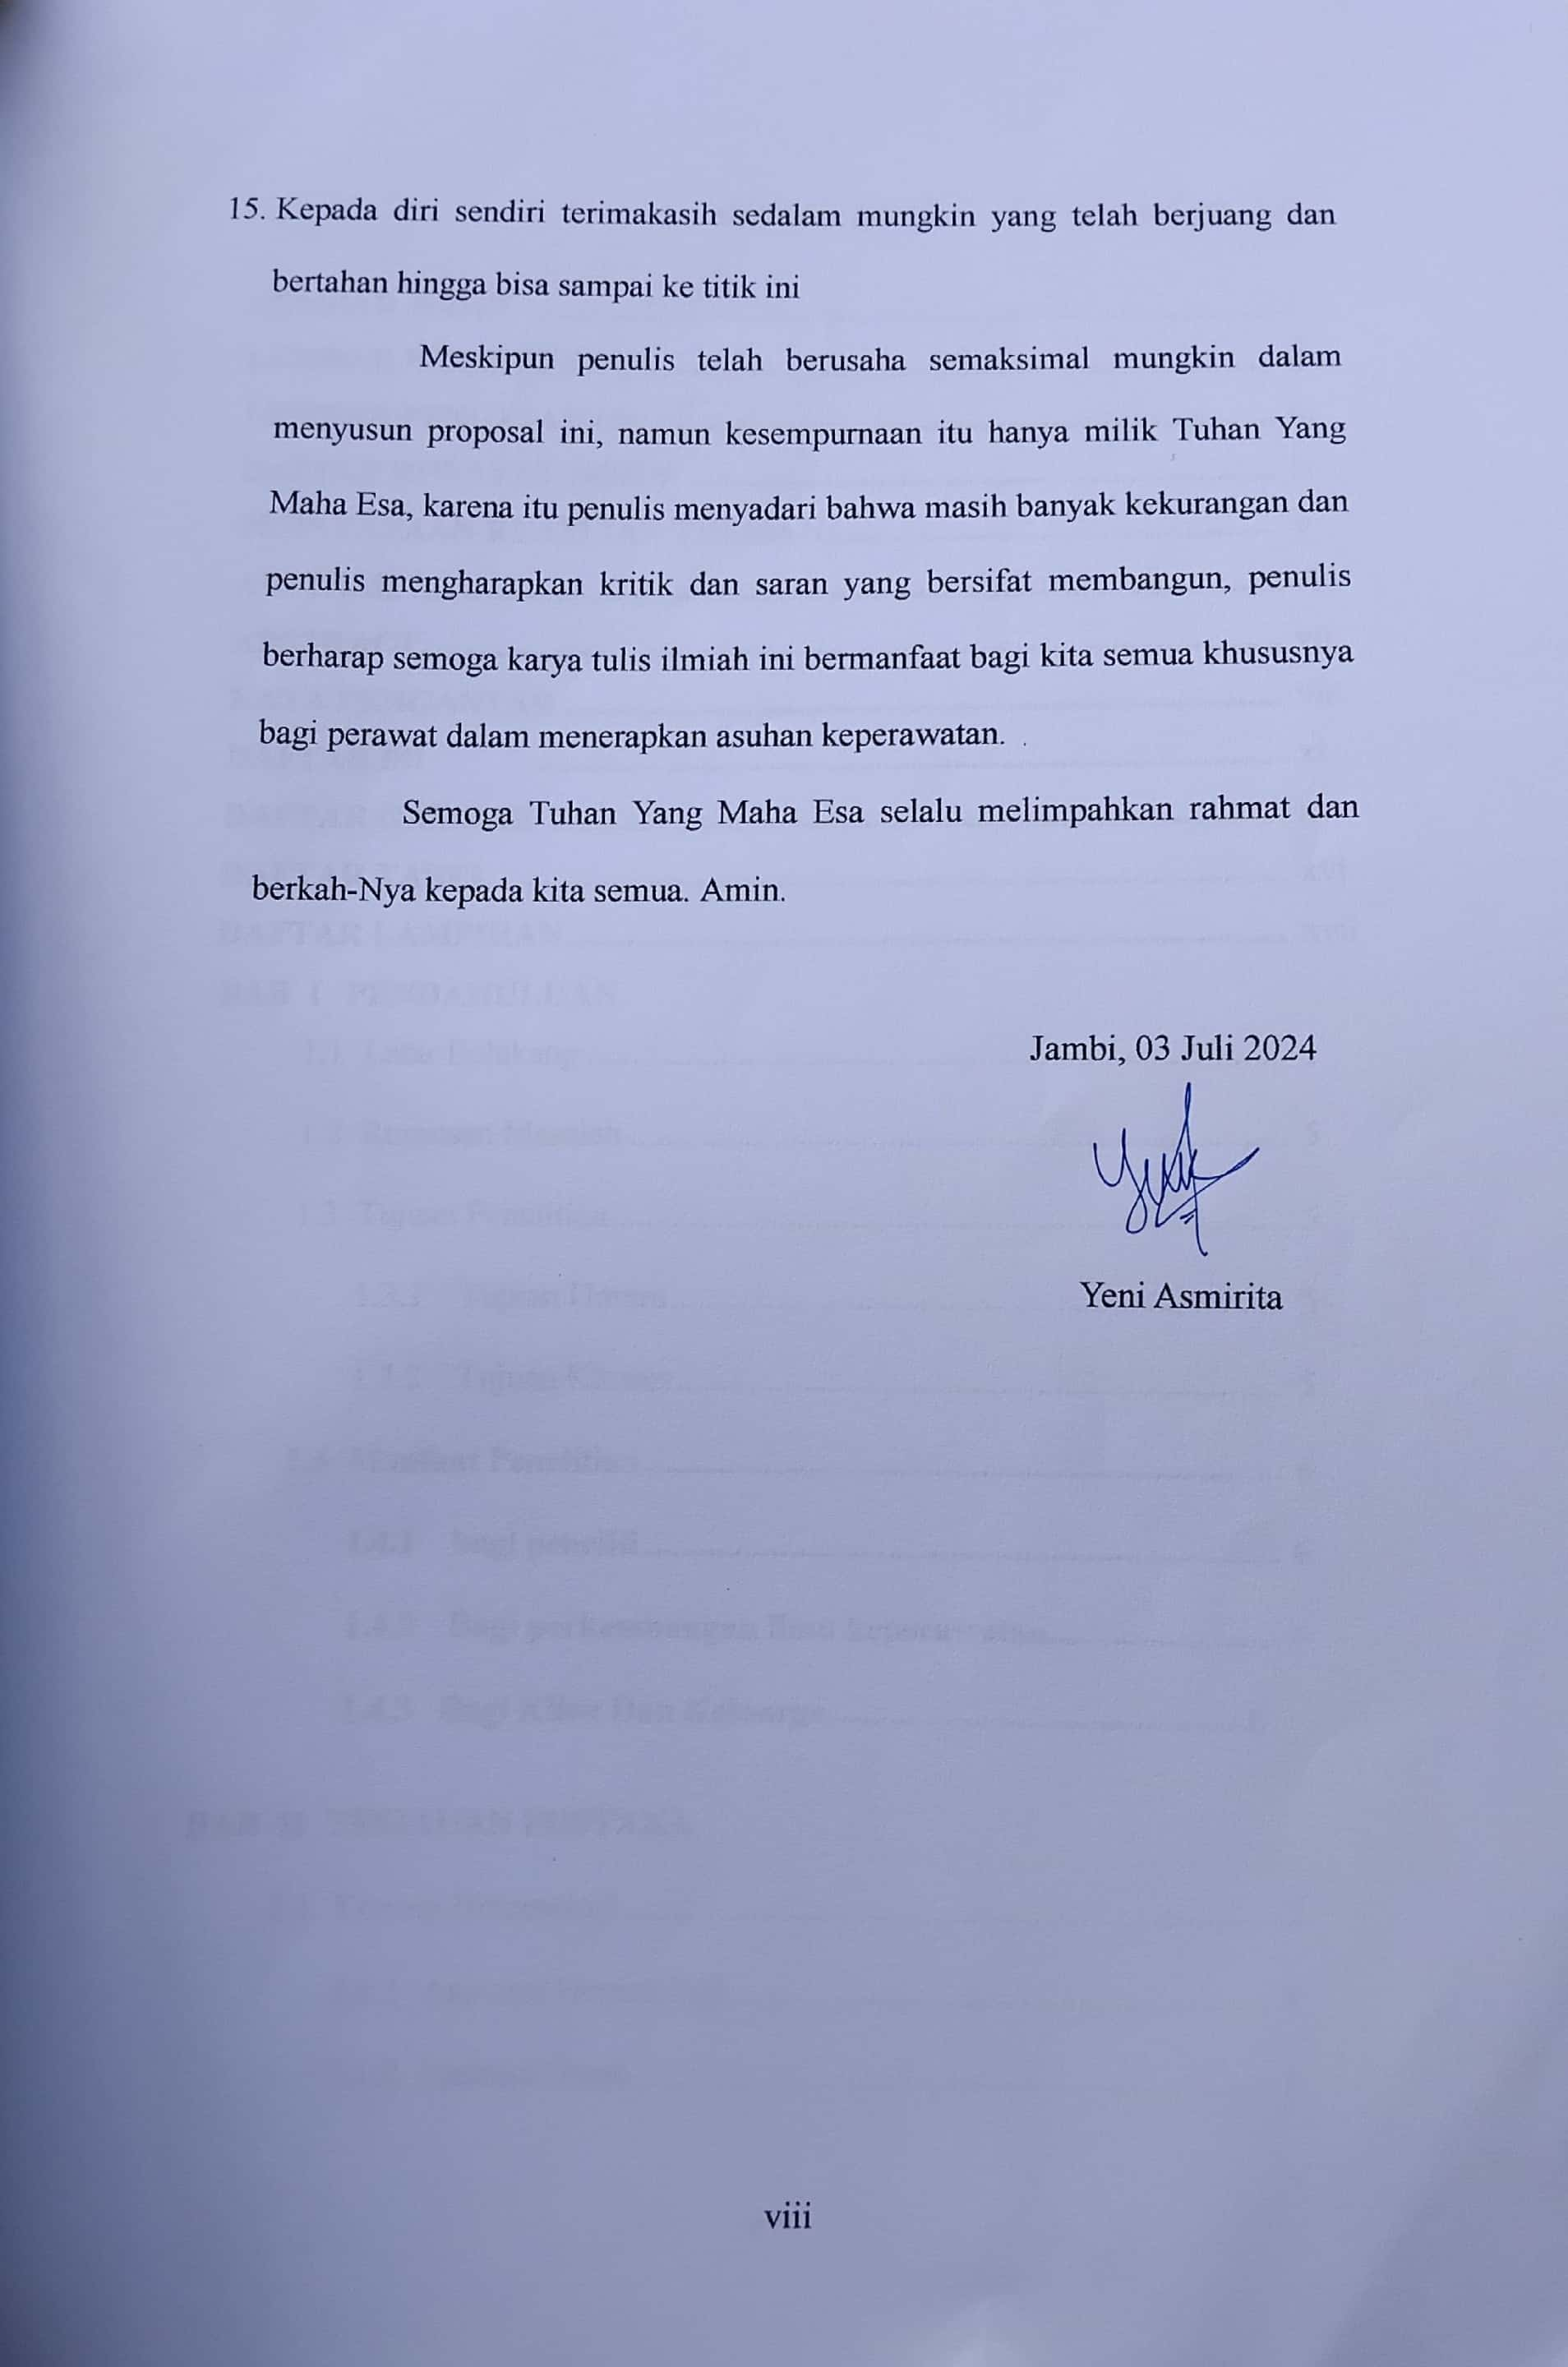 15. Kepada diri sendiri terimakasih sedalam mungkin yang telah berjuang dan
bertahan hingga bisa sampai ke titik ini
Meskipun penulis telah berusaha semaksimal mungkin dalam
menyusun proposal ini, namun kesempurnaan itu hanya milik Tuhan Yang
Maha Esa, karena itu penulis menyadari bahwa masih banyak kekurangan dan
penulis mengharapkan kritik dan saran yang bersifat membangun, penulis
berharap semoga karya tulis ilmiah ini bermanfaat bagi kita semua khususnya
bagi perawat dalam menerapkan asuhan keperawatan.
Semoga Tuhan Yang Maha Esa selalu melimpahkan rahmat dan
berkah-Nya kepada kita semua. Amin.
Jambi, 03 Juli 2024
Yeni Asmirita
viii